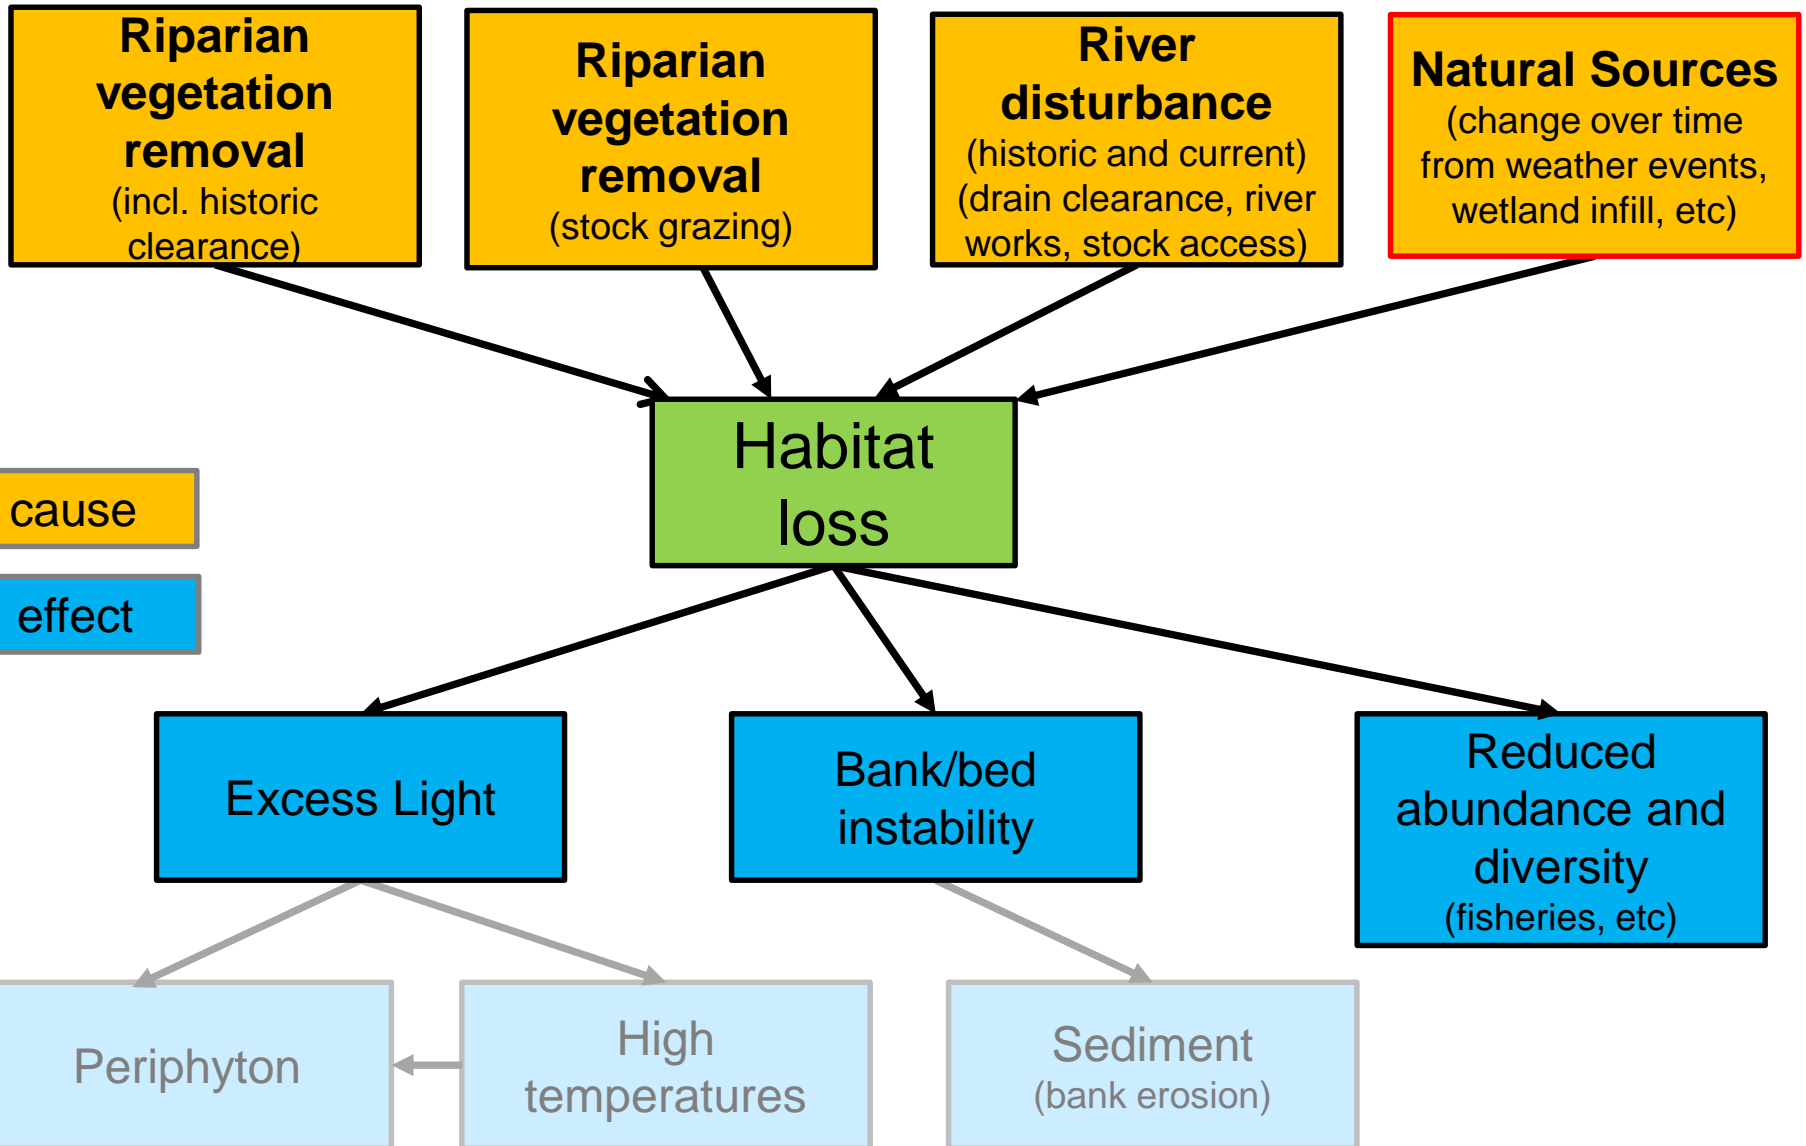 Riparian
vegetation
removal
(incl. historic
clearance)
Riparian
vegetation
removal
(stock grazing)
River
disturbance
(historic and current)
(drain clearance, river
works, stock access)
Natural Sources
(change over time
from weather events,
wetland infill, etc)
Habitat
loss
cause
effect
Excess Light
Bank/bed
instability
Reduced
abundance and
diversity
(fisheries, etc)
Periphyton
High
temperatures
Sediment
(bank erosion)